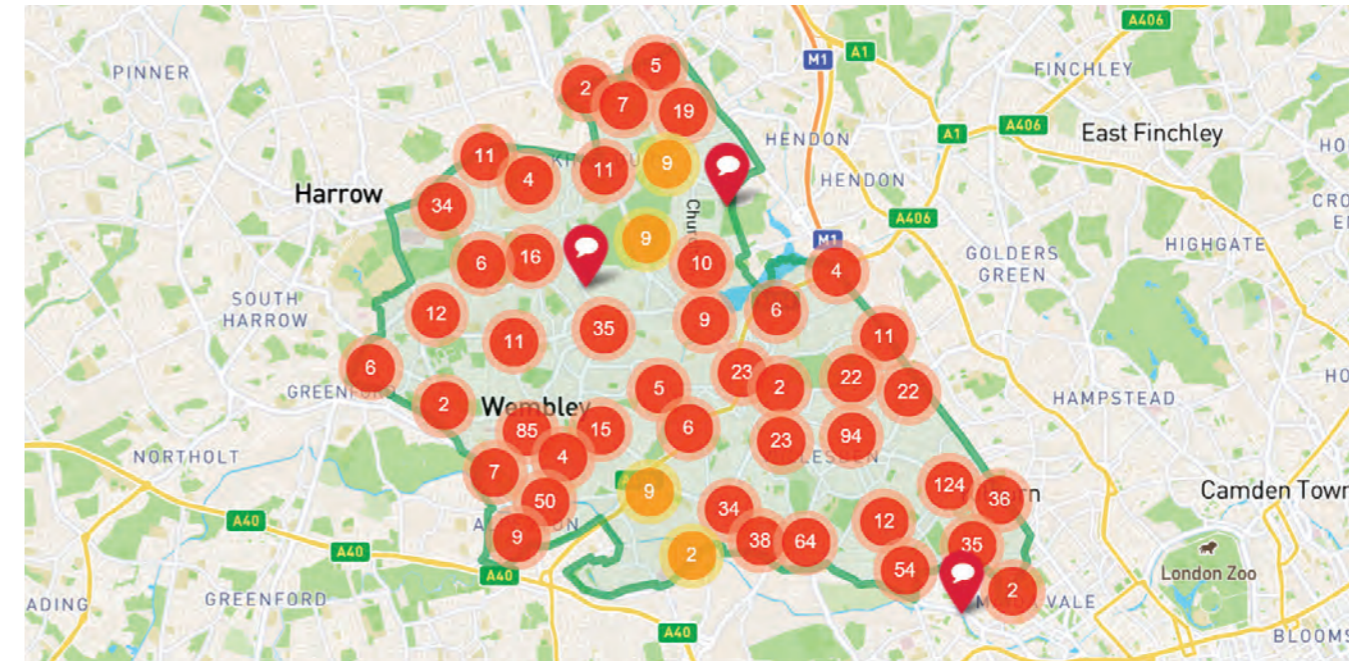 A406
PINNER
5
M1
A1
FINCHLEY
2
7
19
A1
A406
East Finchley
HENDON
11
4
11
9
HENDON
Harrow
34
A406
9
M1
HIGHGATE
6
16
10
4
GOLDERS
GREEN
SOUTH
HARROW
12
11
35
9
6
11
6
23
22
2
5
22
HAMPSTEAD
2
Wembley
85
15
6
23
94
4
NORTHOLT
7
50
9
124
36
Camden Town
A40
34
12
9
A40
38
64
35
2
54
London Zoo
A40
GREENFORD
2
VALE
A40